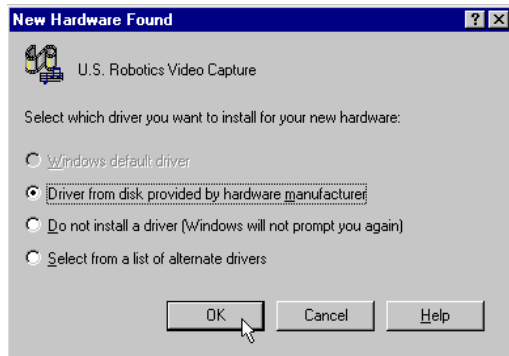 New Hardware Found
U.S. Robotics Video Capture
Select which driver you want to install for your new hardware:
Windows default driver
Driver from disk provided by hardware manufacturer
Do not install a driver (Windows will not prompt you again)
Select from a list of alternate drivers
OK Cancel Help